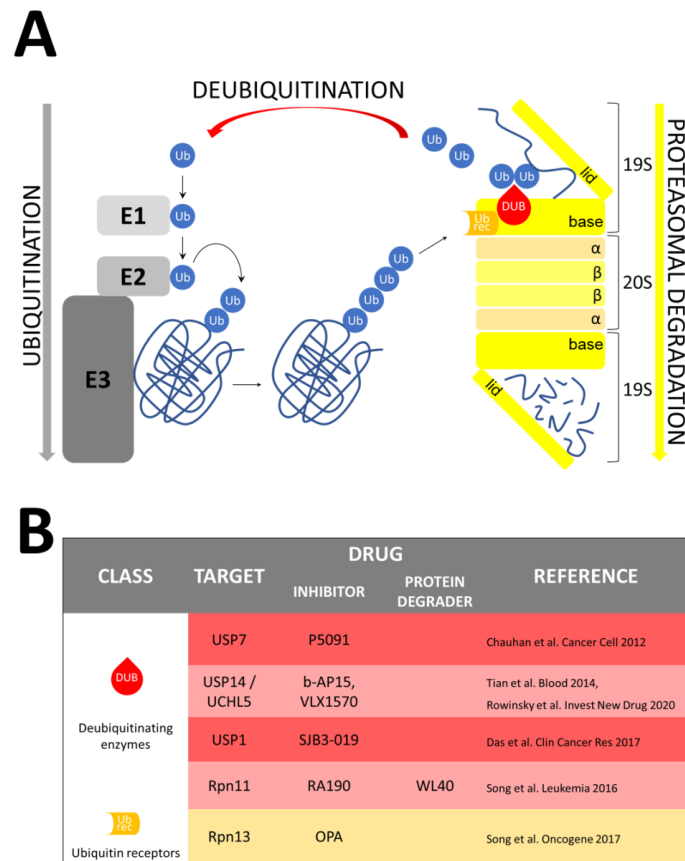 A
DEUBIQUITINATION
UBIQUITINATION
PROTEASOMAL DEGRADATION
Ub
Ub
Ub
Ub Ub
lid
19S
E1
Ub
DUB
Ub
rec
base
E2
Ub
Ub
Ub
Ub
Ub
Ub
Ub
α
β
β
α
20S
E3
base
lid
19S
B
CLASS
TARGET
DRUG
INHIBITOR
PROTEIN
DEGRADER
REFERENCE
DUB
Deubiquitinating
enzymes
USP7 P5091 Chauhan et al. Cancer Cell 2012
USP14 / b-AP15, Tian et al. Blood 2014,
UCHL5 VLX1570 Rowinsky et al. Invest New Drug 2020
USP1 SJB3-019 Das et al. Clin Cancer Res 2017
Rpn11 RA190 WL40 Song et al. Leukemia 2016
Ub
rec
Ubiquitin receptors
Rpn13 OPA Song et al. Oncogene 2017